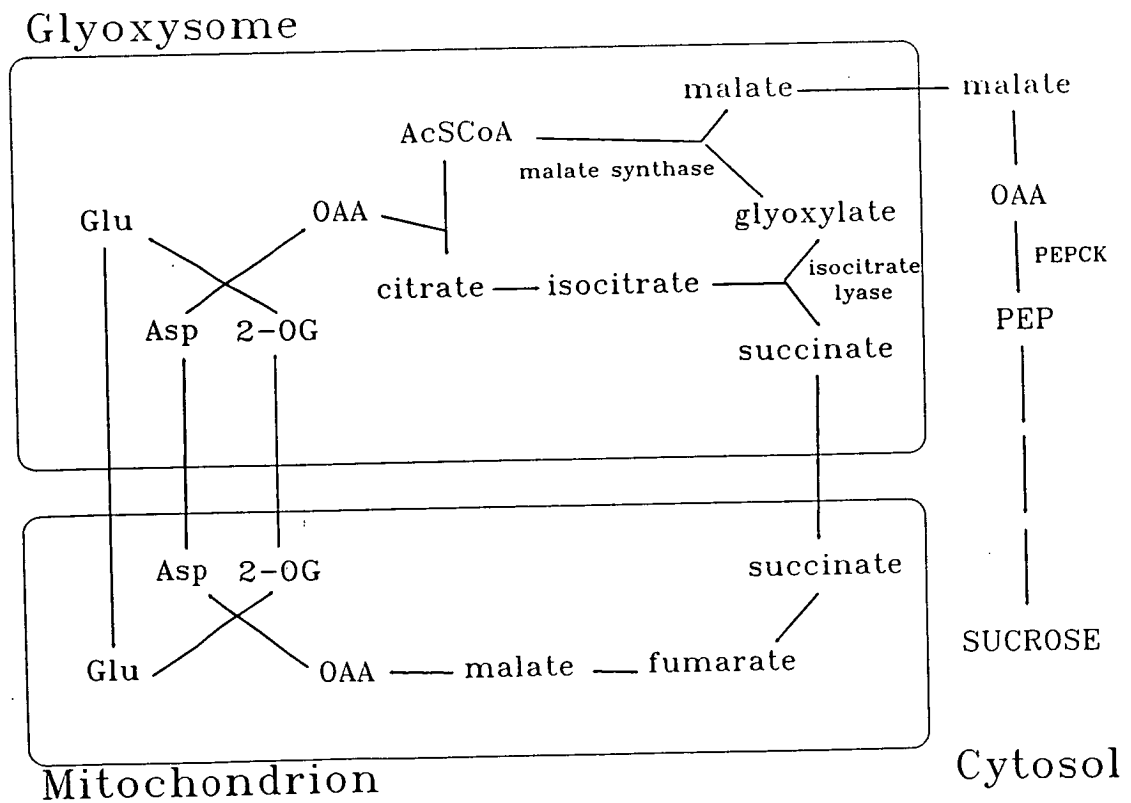 Glyoxysome
malate
malate
AcSCoA
malate synthase
OAA
Glu
OAA
glyoxylate
PEPCK
citrate
isocitrate
isocitrate
lyase
Asp
2-OG
PEP
succinate
Asp
2-OG
succinate
SUCROSE
Glu
OAA
malate
fumarate
Mitochondrion
Cytosol